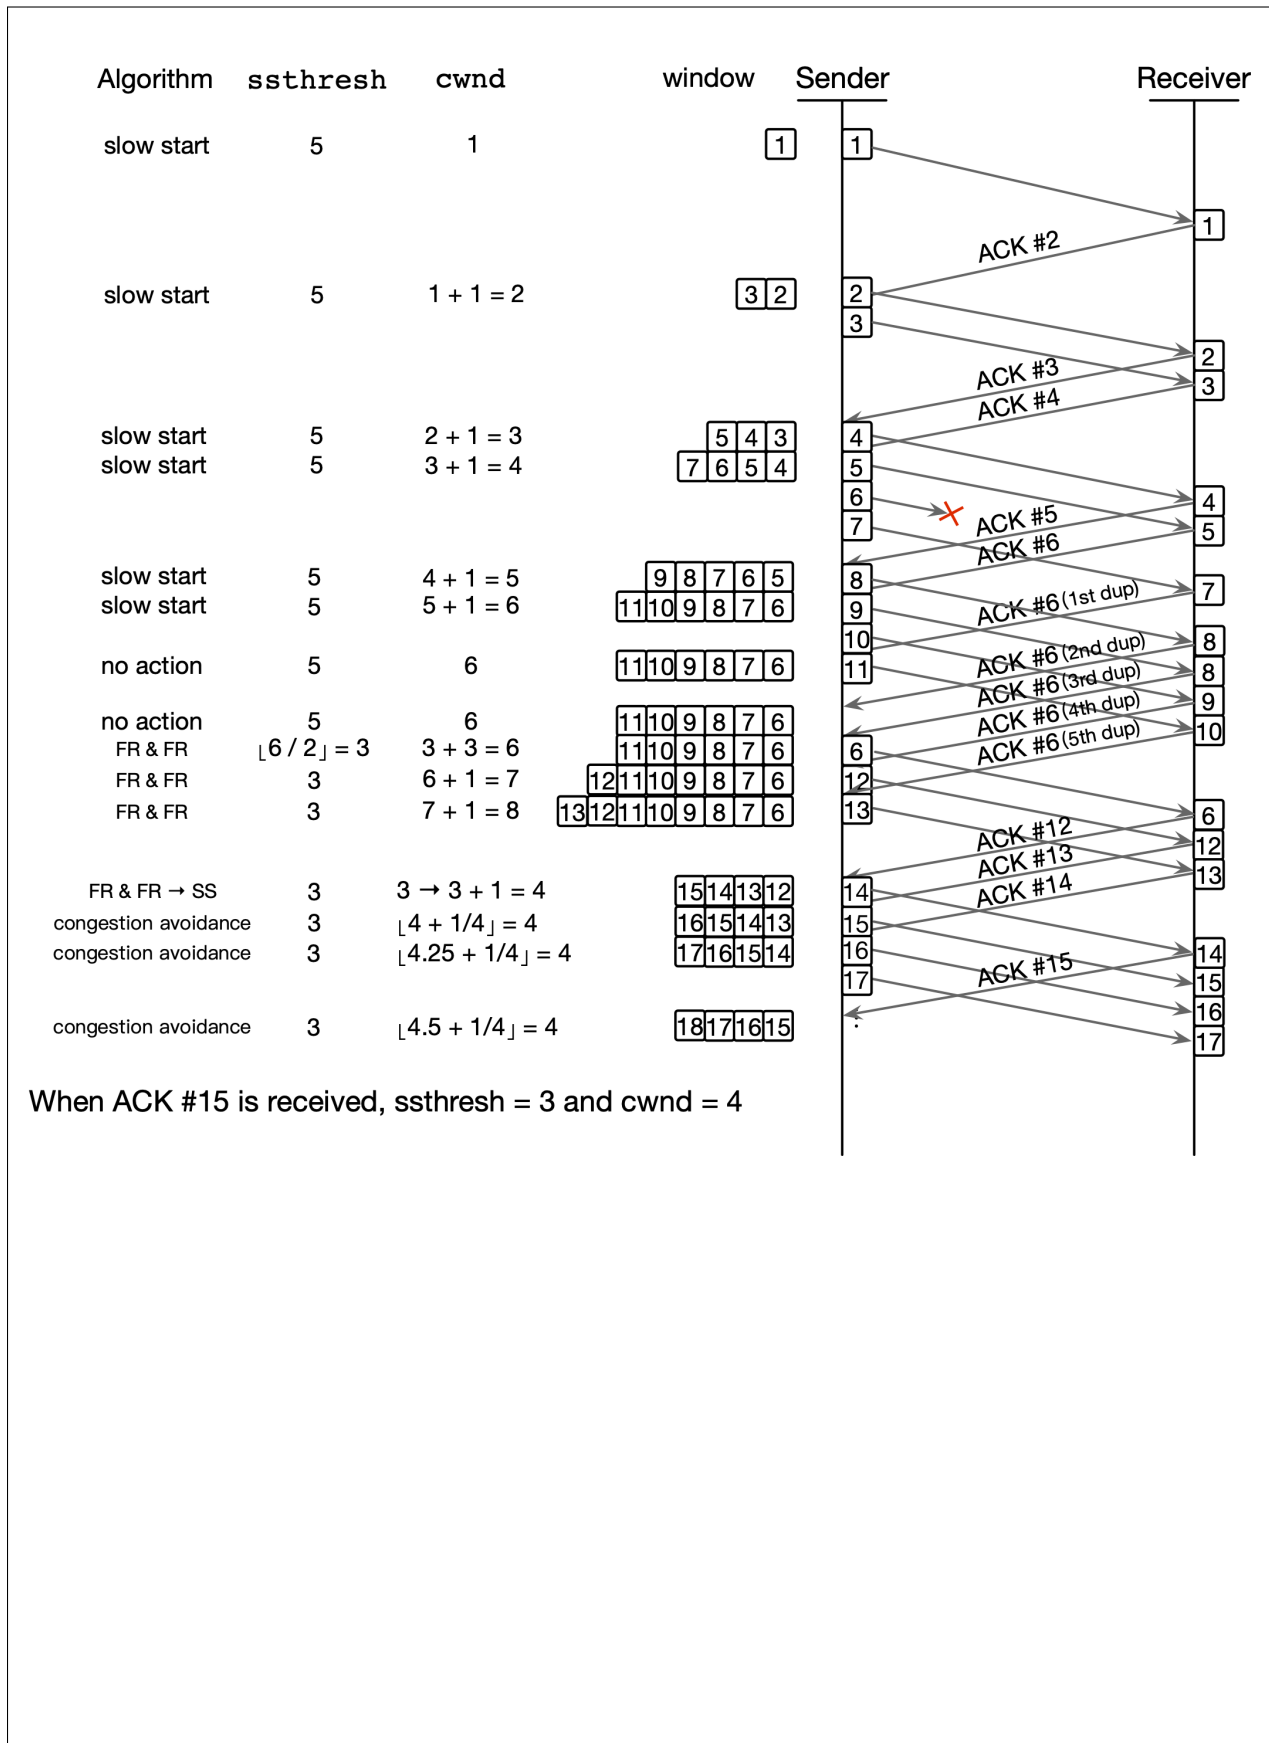 Algorithm ssthresh cwnd window Sender Receiver
slow start 5 1 1 1
1
ACK #2
slow start 5 1 + 1 = 2 3 2 2
3
2
ACK #3 3
ACK #4
slow start 5 2 + 1 = 3 5 4 3 4
slow start 5 3 + 1 = 4 7 6 5 4 5
6 4
ACK #5
7 5
ACK #6
slow start 5 4 + 1 = 5 9 8 7 6 5 8
7
slow start 5 5 + 1 = 6 11 10 9 8 7 6 9
ACK #6 (1st dup)
10 8
no action 5 6 11 10 9 8 7 6 11
ACK #6 (2nd dup) 8
ACK #6 (3rd dup) 9
no action 5 6 11 10 9 8 7 6
ACK #6 (4th dup) 10
FR & FR ⌊6 / 2⌋ = 3 3 + 3 = 6 11 10 9 8 7 6 6
ACK #6 (5th dup)
FR & FR 3 6 + 1 = 7 12 11 10 9 8 7 6 12
FR & FR 3 7 + 1 = 8 13 12 11 10 9 8 7 6 13 6
ACK #12 12
ACK #13 13
ACK #14
FR & FR → SS 3 3 → 3 + 1 = 4 15 14 13 12 14
congestion avoidance 3 ⌊4 + 1/4⌋ = 4 16 15 14 13 15
congestion avoidance 3 ⌊4.25 + 1/4⌋ = 4 17 16 15 14 16 14
ACK #15
17 15
16
congestion avoidance 3 ⌊4.5 + 1/4⌋ = 4 18 17 16 15 :
17
When ACK #15 is received, ssthresh = 3 and cwnd = 4